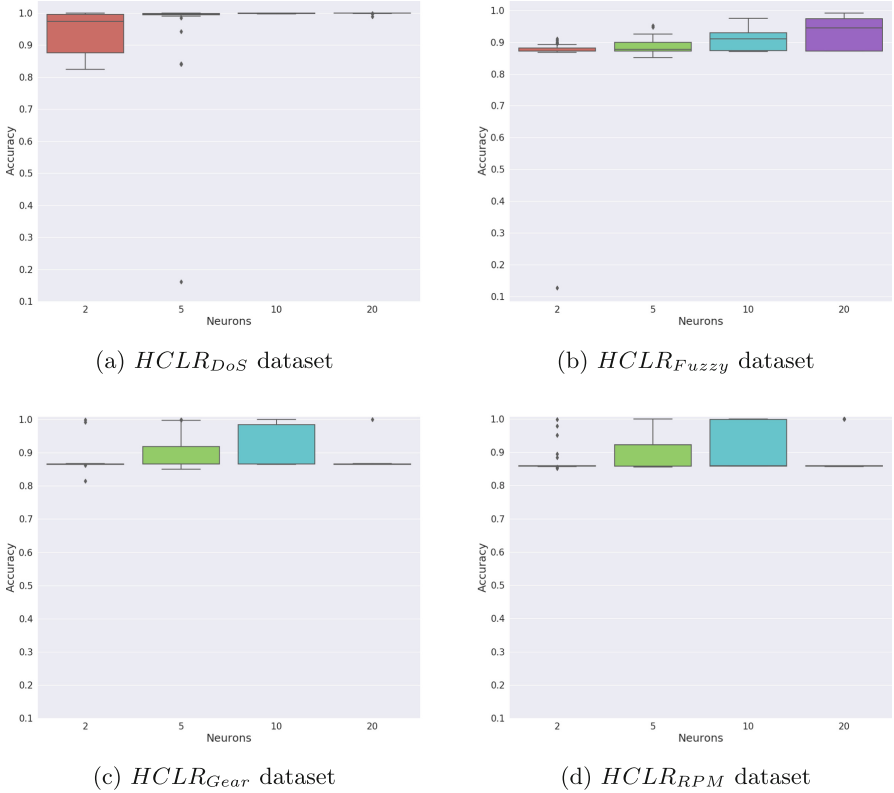 1.0
0.9
0.8
0.7
0.6
0.5
0.4
0.3
0.2
0.1
Accuracy
2 5 10 20
Neurons
(a) HCLR_DoS dataset
1.0
0.9
0.8
0.7
0.6
0.5
0.4
0.3
0.2
0.1
Accuracy
2 5 10 20
Neurons
(b) HCLR_Fuzzy dataset
1.0
0.9
0.8
0.7
0.6
0.5
0.4
0.3
0.2
0.1
Accuracy
2 5 10 20
Neurons
(c) HCLR_Gear dataset
1.0
0.9
0.8
0.7
0.6
0.5
0.4
0.3
0.2
0.1
Accuracy
2 5 10 20
Neurons
(d) HCLR_RPM dataset